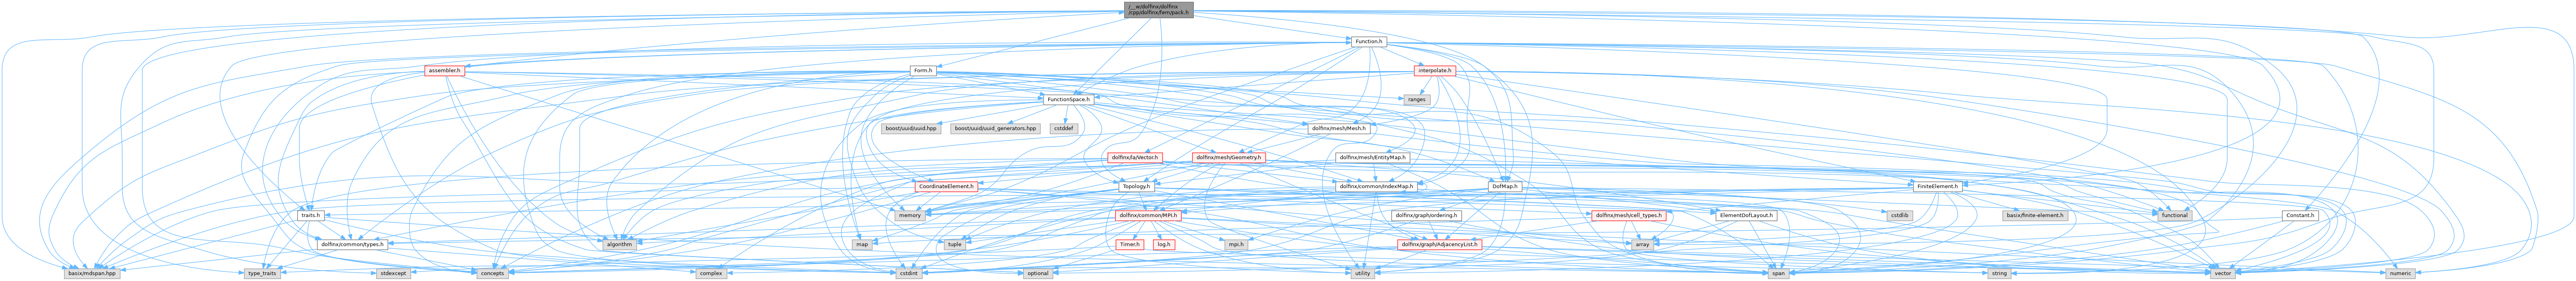 /__w/dolfinx/dolfinx
/cpp/dolfinx/fem/pack.h
Function.h
assembler.h
Form.h
interpolate.h
FunctionSpace.h
ranges
boost/uuid/uuid.hpp
boost/uuid/uuid_generators.hpp
cstddef
dolfinx/mesh/Mesh.h
dolfinx/la/Vector.h
dolfinx/mesh/Geometry.h
dolfinx/mesh/EntityMap.h
CoordinateElement.h
Topology.h
dolfinx/common/IndexMap.h
DofMap.h
FiniteElement.h
traits.h
memory
dolfinx/common/MPI.h
dolfinx/graph/ordering.h
dolfinx/mesh/cell_types.h
ElementDofLayout.h
cstdlib
basix/finite-element.h
functional
Constant.h
dolfinx/common/types.h
algorithm
map
tuple
Timer.h
log.h
mpi.h
dolfinx/graph/AdjacencyList.h
array
basix/mdspan.hpp
type_traits
stdexcept
concepts
complex
cstdint
optional
utility
span
string
vector
numeric